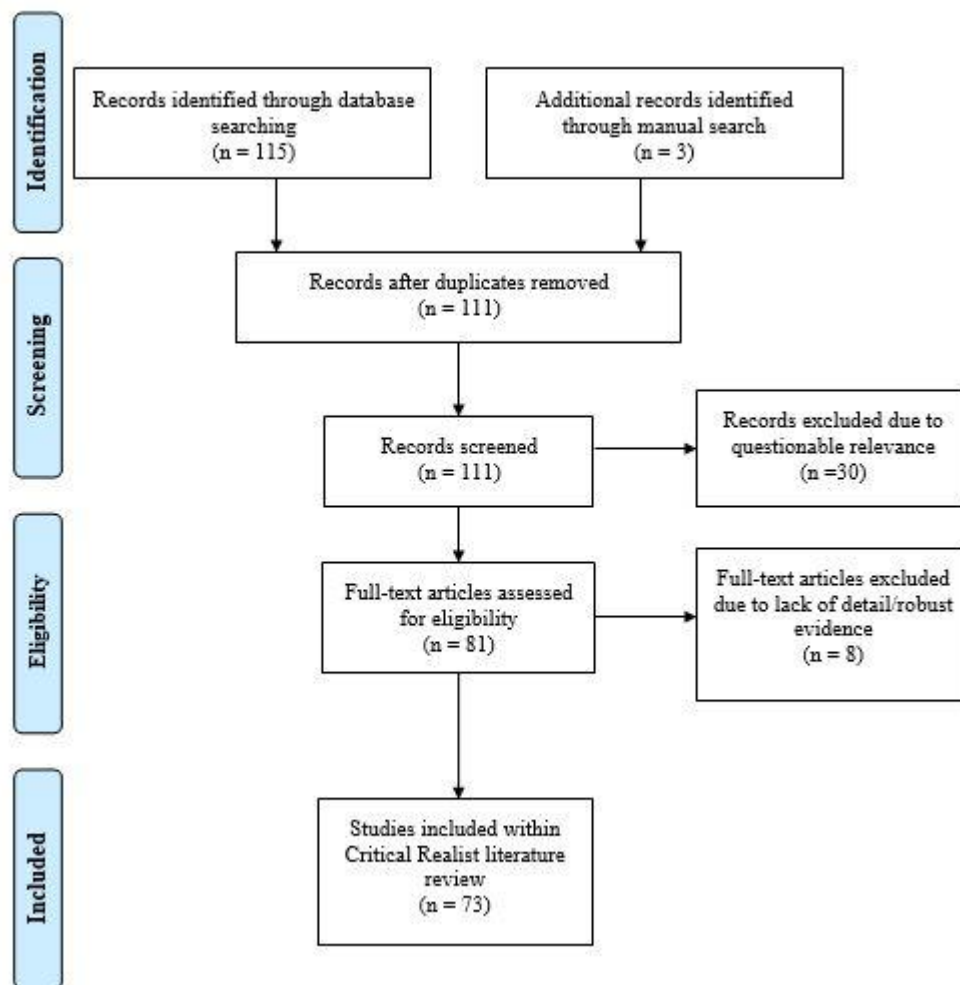 Identification
Records identified through database
searching
(n = 115)
Additional records identified
through manual search
(n = 3)
Screening
Records after duplicates removed
(n = 111)
Records screened
(n = 111)
Records excluded due to
questionable relevance
(n =30)
Eligibility
Full-text articles assessed
for eligibility
(n = 81)
Full-text articles excluded
due to lack of detail/robust
evidence
(n = 8)
Included
Studies included within
Critical Realist literature
review
(n = 73)